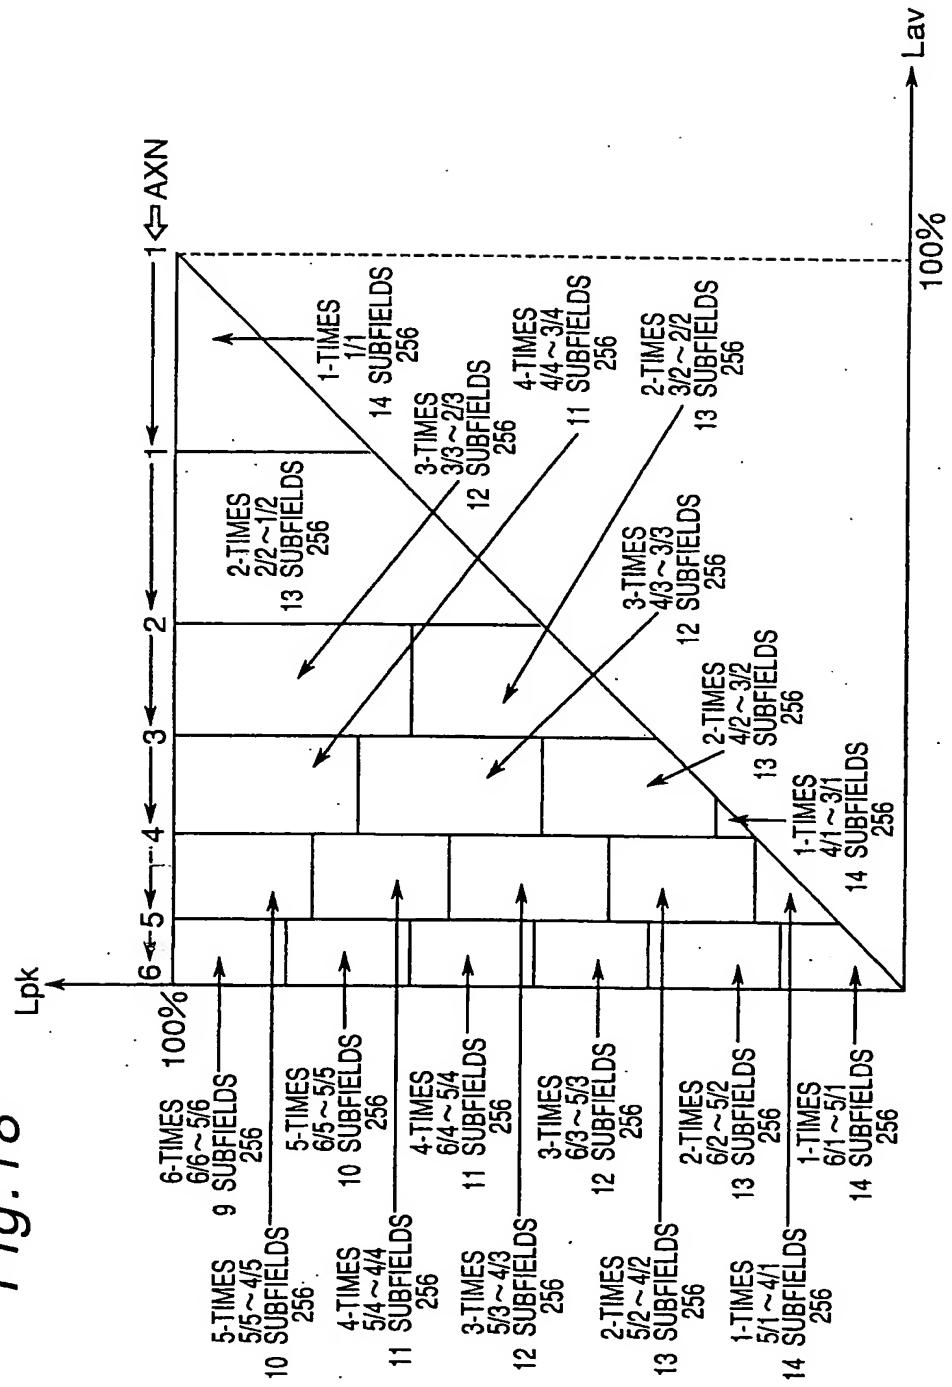 Fig.18
Lpk
100%
6
5
4
3
2
1
1
AXN
6-TIMES
6/6~5/6
9 SUBFIELDS
256
5-TIMES
6/5~5/5
10 SUBFIELDS
256
4-TIMES
6/4~5/4
11 SUBFIELDS
256
3-TIMES
6/3~5/3
12 SUBFIELDS
256
2-TIMES
6/2~5/2
13 SUBFIELDS
256
1-TIMES
6/1~5/1
14 SUBFIELDS
256
5-TIMES
5/5~4/5
10 SUBFIELDS
256
4-TIMES
5/4~4/4
11 SUBFIELDS
256
3-TIMES
5/3~4/3
12 SUBFIELDS
256
2-TIMES
5/2~4/2
13 SUBFIELDS
256
1-TIMES
5/1~4/1
14 SUBFIELDS
256
2-TIMES
2/2~1/2
13 SUBFIELDS
256
1-TIMES
1/1
14 SUBFIELDS
256
3-TIMES
3/3~2/3
12 SUBFIELDS
256
4-TIMES
4/4~3/4
11 SUBFIELDS
256
2-TIMES
3/2~2/2
13 SUBFIELDS
256
3-TIMES
4/3~3/3
12 SUBFIELDS
256
2-TIMES
4/2~3/2
13 SUBFIELDS
256
1-TIMES
4/1~3/1
14 SUBFIELDS
256
100%
Lav